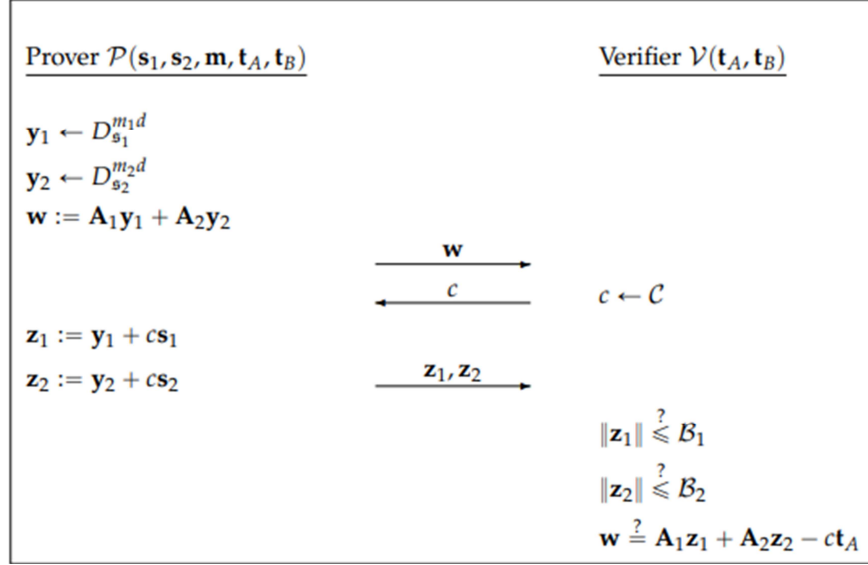 Prover 𝒫(𝐬₁, 𝐬₂, 𝐦, 𝐭_A, 𝐭_B)
Verifier 𝒱(𝐭_A, 𝐭_B)
𝐲₁ ← D_{𝔰₁}^{m₁d}
𝐲₂ ← D_{𝔰₂}^{m₂d}
𝐰 := 𝐀₁𝐲₁ + 𝐀₂𝐲₂
𝐰
c
c ← 𝒞
𝐳₁ := 𝐲₁ + c𝐬₁
𝐳₂ := 𝐲₂ + c𝐬₂
𝐳₁, 𝐳₂
‖𝐳₁‖ ≤^? ℬ₁
‖𝐳₂‖ ≤^? ℬ₂
𝐰 =^? 𝐀₁𝐳₁ + 𝐀₂𝐳₂ − c𝐭_A